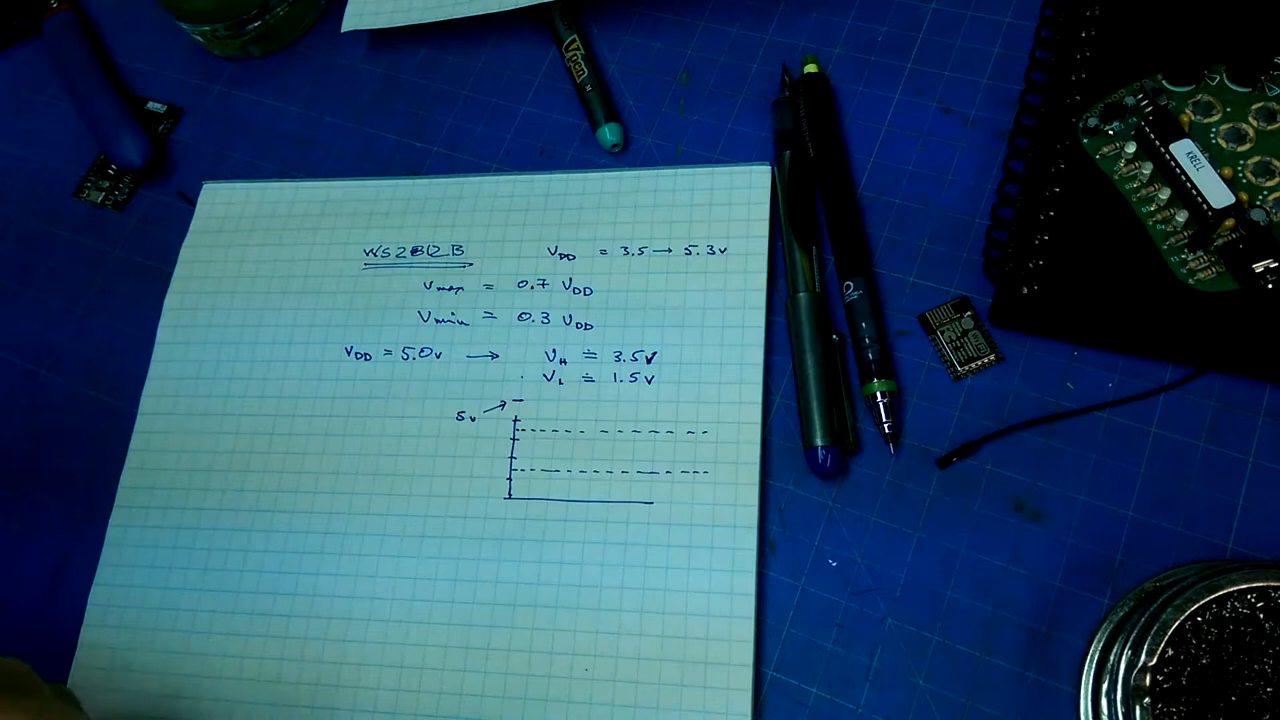 Vpen M
KRELL
WS2812B VDD = 3.5 → 5.3v
Vmax = 0.7 VDD
Vmin = 0.3 VDD
VDD = 5.0v → VH ≐ 3.5V
VL ≐ 1.5v
5v →